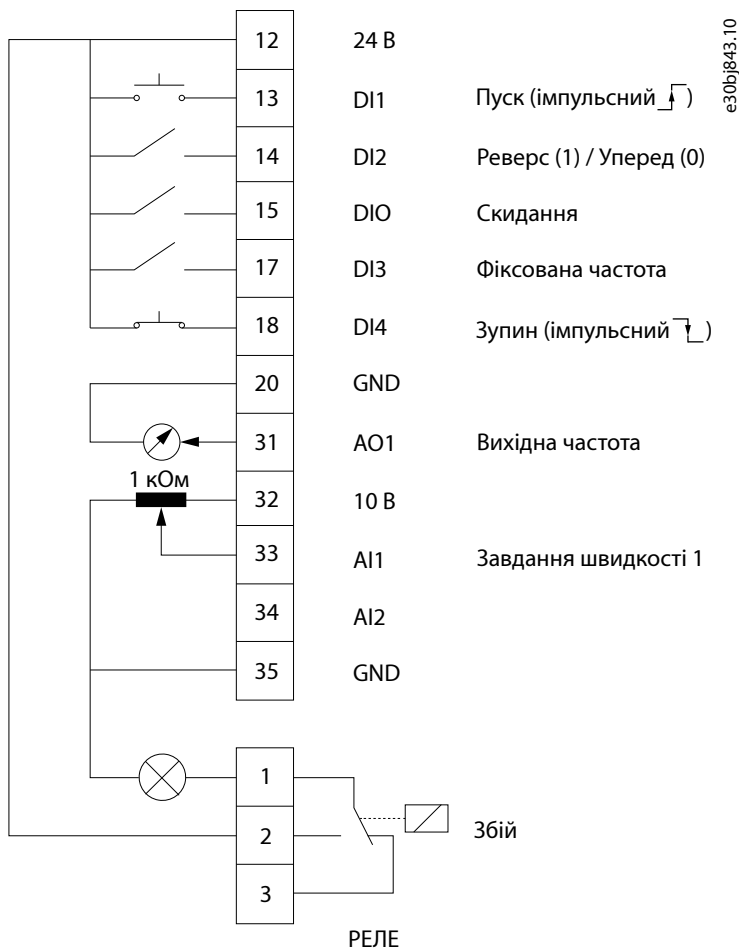 12 24 В
13 DI1 Пуск (імпульсний )
14 DI2 Реверс (1) / Уперед (0)
15 DIO Скидання
17 DI3 Фіксована частота
18 DI4 Зупин (імпульсний )
20 GND
31 AO1 Вихідна частота
1 кОм
32 10 В
33 AI1 Завдання швидкості 1
34 AI2
35 GND
1
2 Збій
3
РЕЛЕ
e30bj843.10